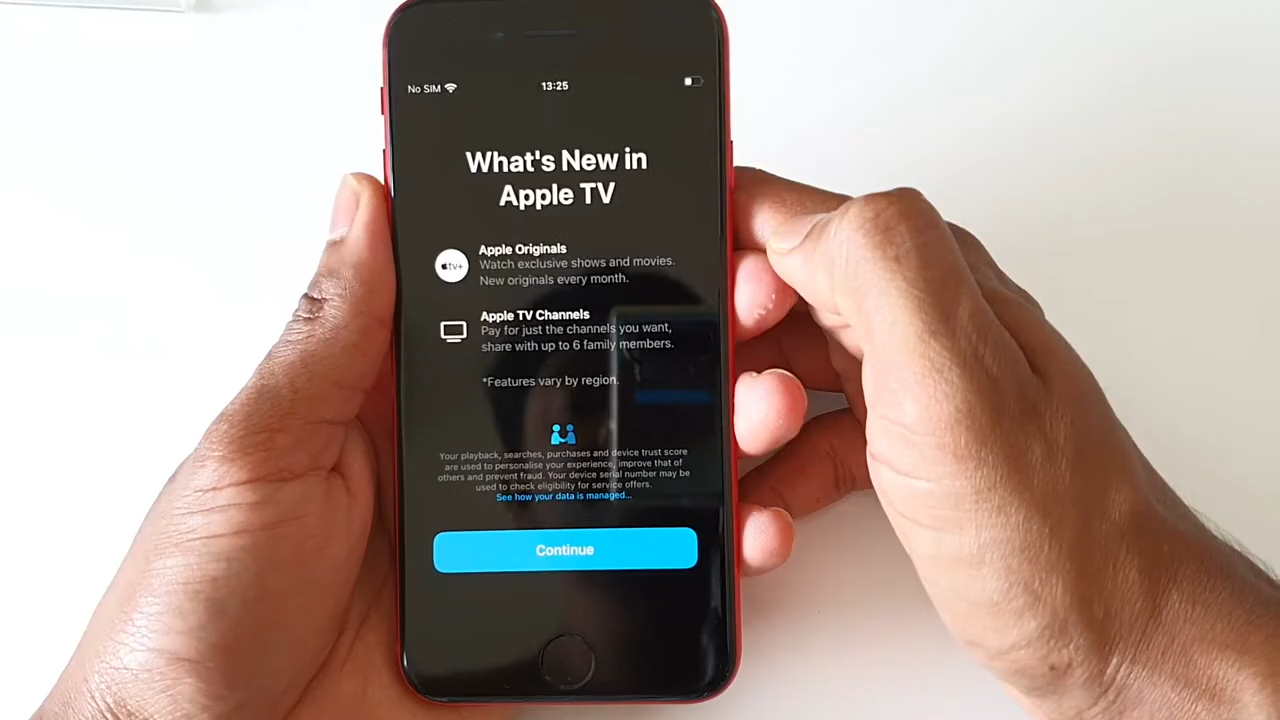 No SIM 13:25
What's New in
Apple TV
Apple Originals
Watch exclusive shows and movies.
New originals every month.
tv+
Apple TV Channels
Pay for just the channels you want,
share with up to 6 family members.
*Features vary by region.
Your playback, searches, purchases and device trust score
are used to personalise your experience, improve that of
others and prevent fraud. Your device serial number may be
used to check eligibility for service offers.
See how your data is managed...
Continue